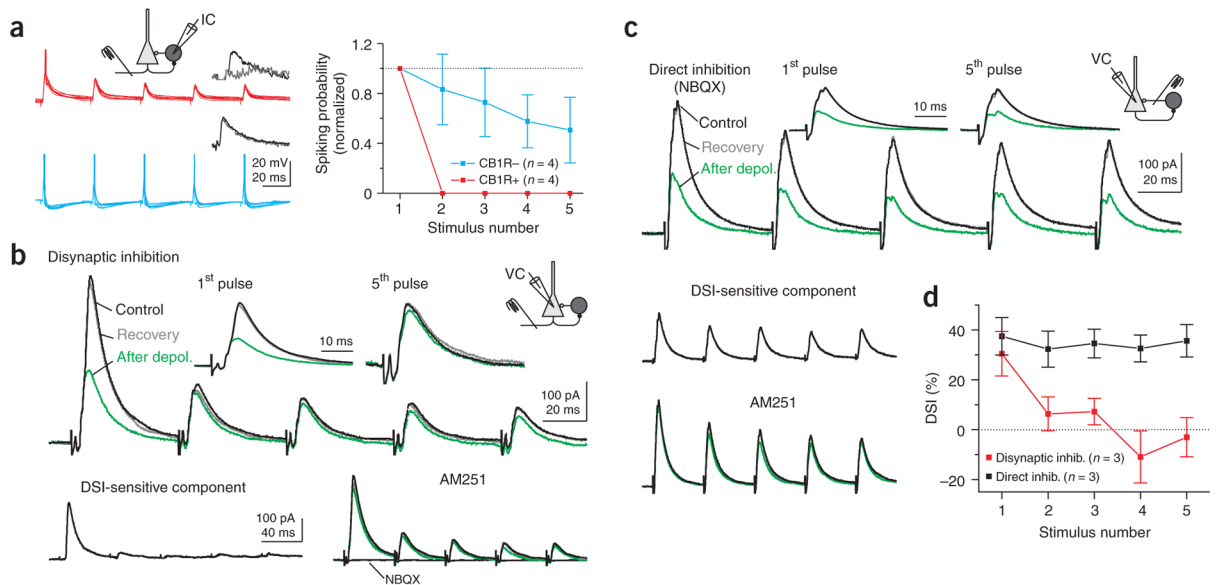 a
IC
20 mV
20 ms
Spiking probability
(normalized)
1.2
0.8
0.4
0
CB1R– (n = 4)
CB1R+ (n = 4)
1 2 3 4 5
Stimulus number
b
Disynaptic inhibition
Control
Recovery
After depol.
1st pulse
5th pulse
VC
10 ms
100 pA
20 ms
DSI-sensitive component
100 pA
40 ms
AM251
NBQX
c
Direct inhibition
(NBQX)
Control
Recovery
After depol.
1st pulse
5th pulse
10 ms
VC
100 pA
20 ms
DSI-sensitive component
AM251
d
DSI (%)
40
20
0
–20
Disynaptic inhib. (n = 3)
Direct inhib. (n = 3)
1 2 3 4 5
Stimulus number